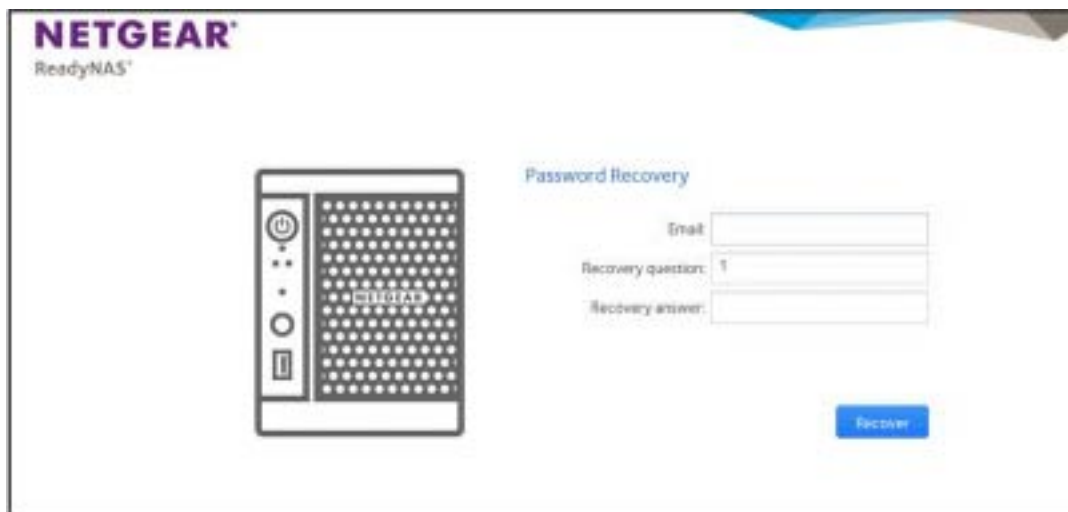 NETGEAR®
ReadyNAS®
Password Recovery
Email:
Recovery question: 1
Recovery answer:
NETGEAR
Recover